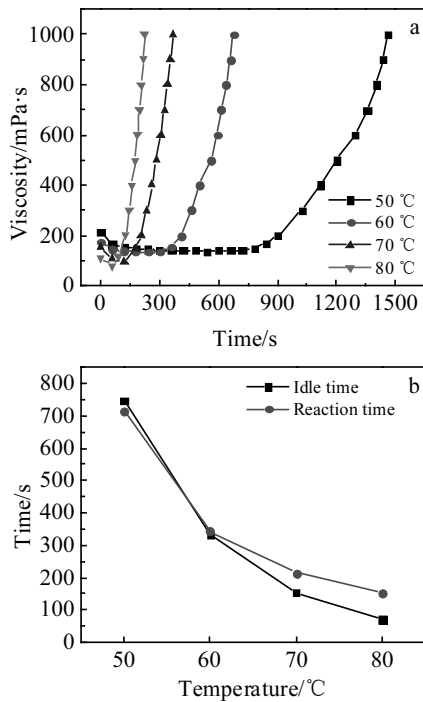 a
1000
800
600
400
200
0
Viscosity/mPa·s
50 ℃
60 ℃
70 ℃
80 ℃
0 300 600 900 1200 1500
Time/s
b
800
700
600
500
400
300
200
100
0
Time/s
Idle time
Reaction time
50 60 70 80
Temperature/℃